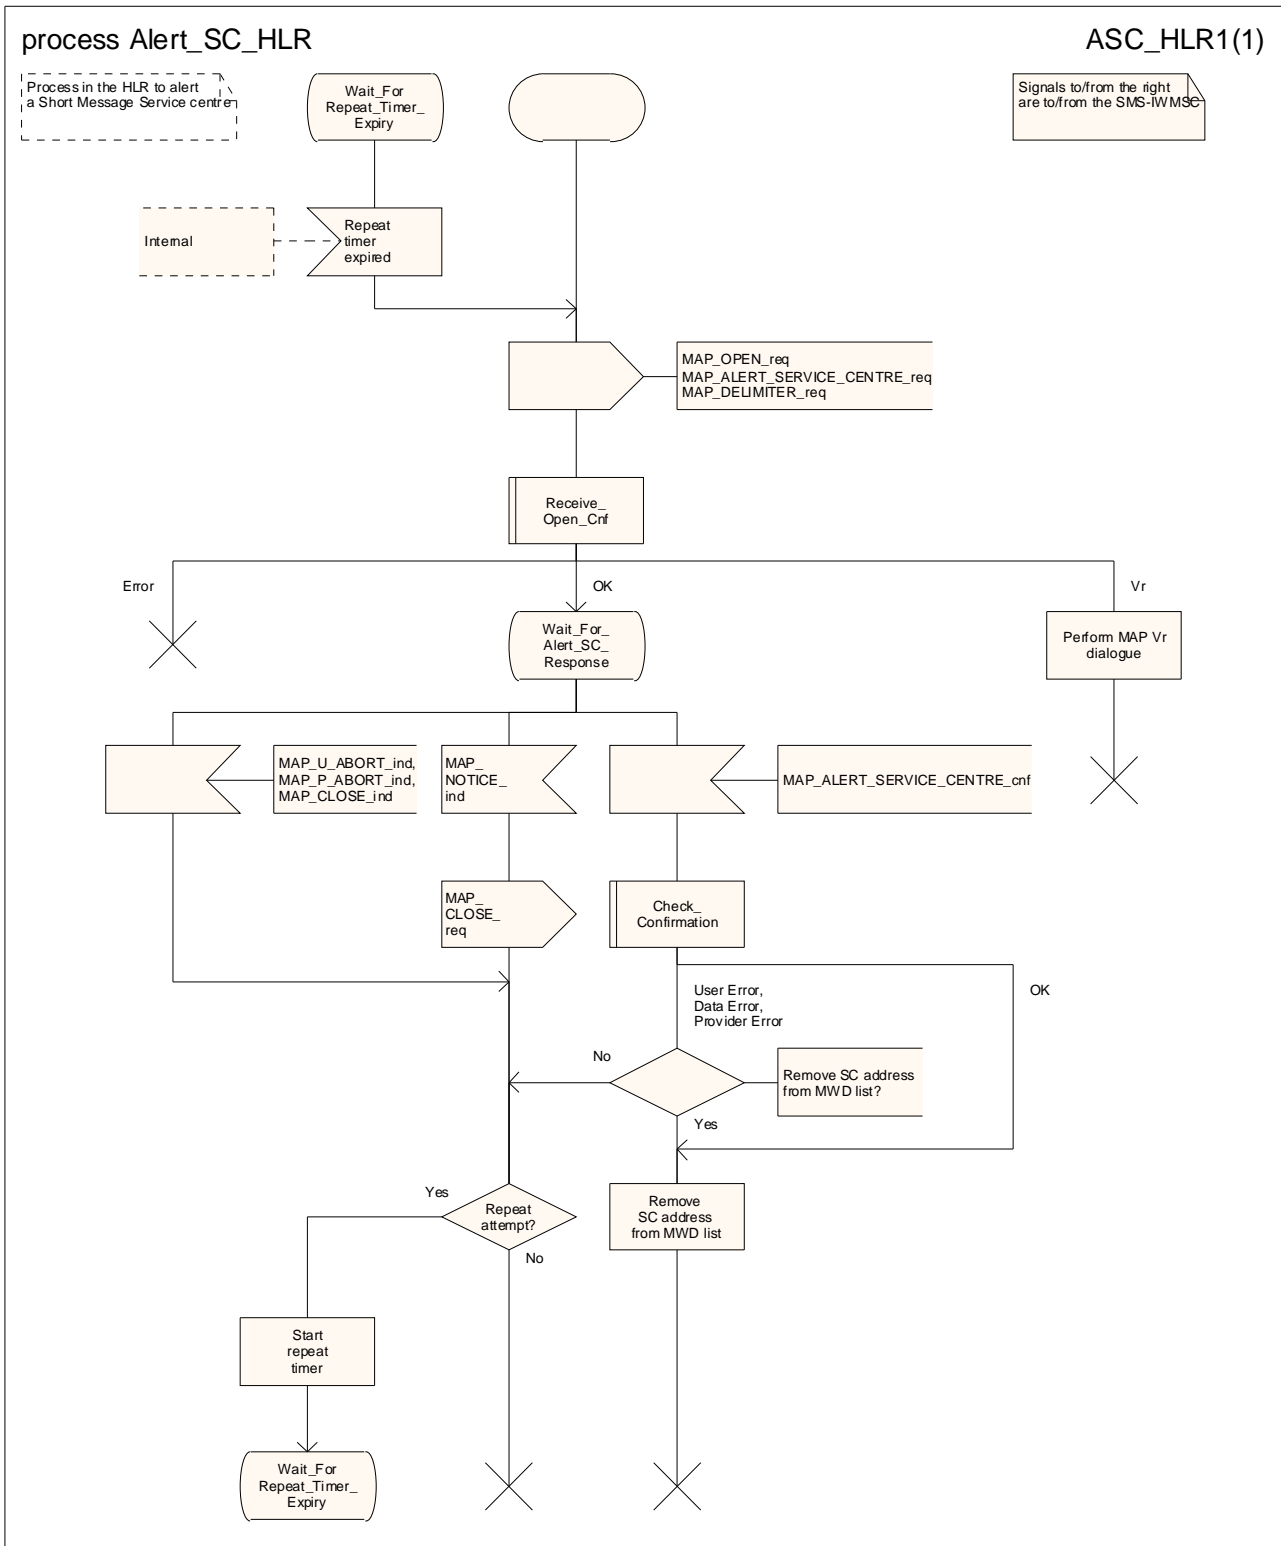 process Alert_SC_HLR
ASC_HLR1(1)
Process in the HLR to alert
a Short Message Service centre
Wait_For
Repeat_Timer_
Expiry
Signals to/from the right
are to/from the SMS-IWMSC
Internal
Repeat
timer
expired
MAP_OPEN_req
MAP_ALERT_SERVICE_CENTRE_req
MAP_DELIMITER_req
Receive_
Open_Cnf
Error
OK
Vr
Wait_For_
Alert_SC_
Response
Perform MAP Vr
dialogue
MAP_U_ABORT_ind,
MAP_P_ABORT_ind,
MAP_CLOSE_ind
MAP_
NOTICE_
ind
MAP_ALERT_SERVICE_CENTRE_cnf
MAP_
CLOSE_
req
Check_
Confirmation
User Error,
Data Error,
Provider Error
OK
No
Remove SC address
from MWD list?
Yes
Yes
Repeat
attempt?
No
Remove
SC address
from MWD list
Start
repeat
timer
Wait_For
Repeat_Timer_
Expiry